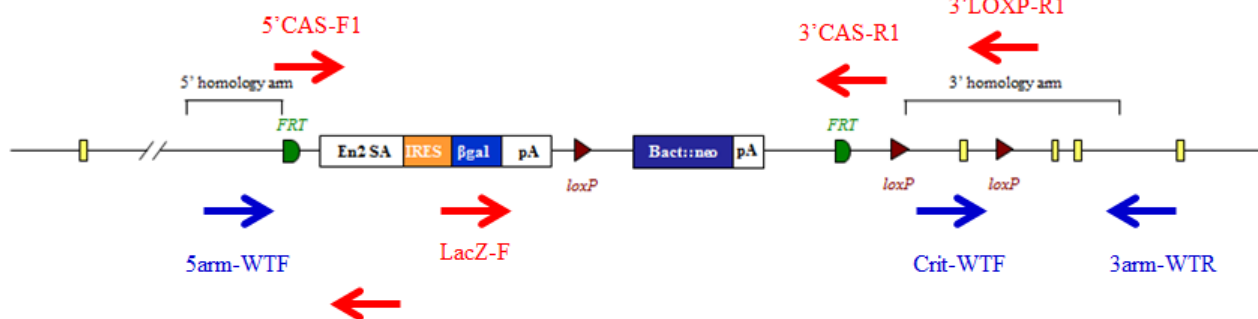 3'LOXP-R1
5'CAS-F1
3'CAS-R1
5' homology arm
3' homology arm
FRT
FRT
En2 SA IRES βgal pA
Bact::neo pA
loxP
loxP
loxP
5arm-WTF
LacZ-F
Crit-WTF
3arm-WTR